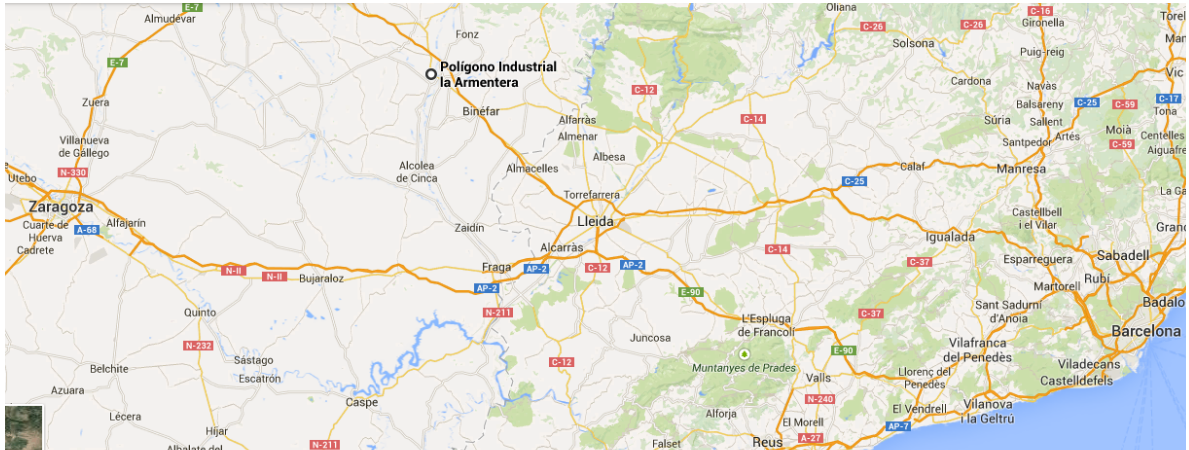 E-7
Almudévar
Fonz
Oliana
C-26
Solsona
C-16
Gironella
Puig-reig
Vic
E-7
Polígono Industrial
la Armentera
Zuera
Binéfar
C-12
Cardona
Navàs
Balsareny
C-25
C-59
C-17
Tona
Alfarràs
Almenar
C-14
Súria
Sallent
Artés
Moià
Centelles
Villanueva
de Gállego
Santpedor
C-59
Aiguafre
Utebo
N-330
Alcolea
de Cinca
Almacelles
Albesa
Calaf
Manresa
C-25
Torrefarrera
Zaragoza
Cuarte de
Huerva
Cadrete
A-68
Alfajarín
Zaidín
Lleida
Castellbell
i el Vilar
Igualada
Alcarràs
C-14
Esparreguera
Sabadell
N-II
N-II
Bujaraloz
Fraga
AP-2
C-12
AP-2
C-37
Martorell
Rubí
AP-2
E-90
Sant Sadurní
d'Anoia
Badalo
Quinto
N-211
L'Espluga
de Francolí
C-37
Barcelona
N-232
Juncosa
E-90
Vilafranca
del Penedès
Sástago
Escatrón
C-12
Muntanyes de Prades
Viladecans
Castelldefels
Belchite
Valls
Llorenç del
Penedès
Azuara
Caspe
N-240
Vilanova
i la Geltrú
Lécera
Alforja
El Vendrell
Híjar
El Morell
AP-7
Albalate del
N-211
Falset
Reus
A-27